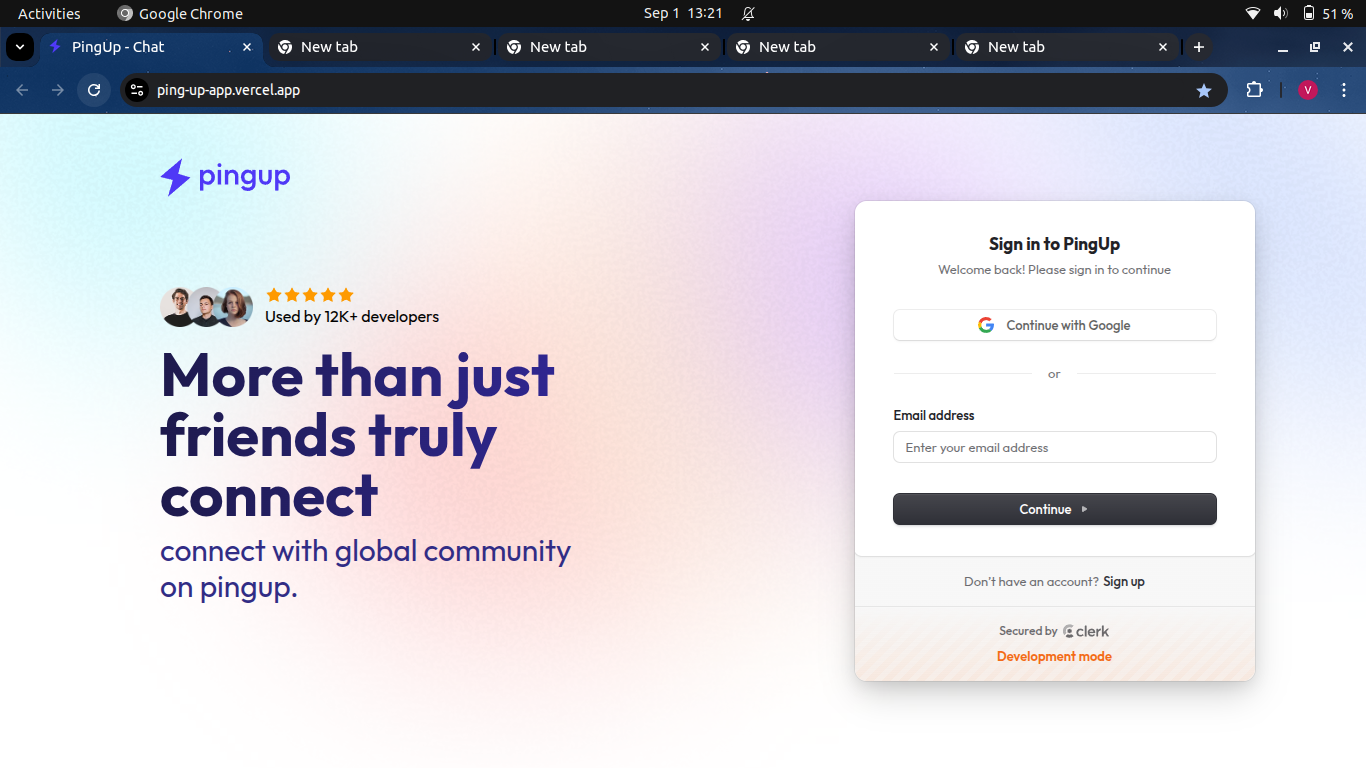 Activities
Google Chrome
Sep 1 13:21
51 %
PingUp - Chat
New tab
New tab
New tab
New tab
ping-up-app.vercel.app
V
pingup
Used by 12K+ developers
More than just
friends truly
connect
connect with global community
on pingup.
Sign in to PingUp
Welcome back! Please sign in to continue
Continue with Google
or
Email address
Enter your email address
Continue
Don't have an account? Sign up
Secured by clerk
Development mode